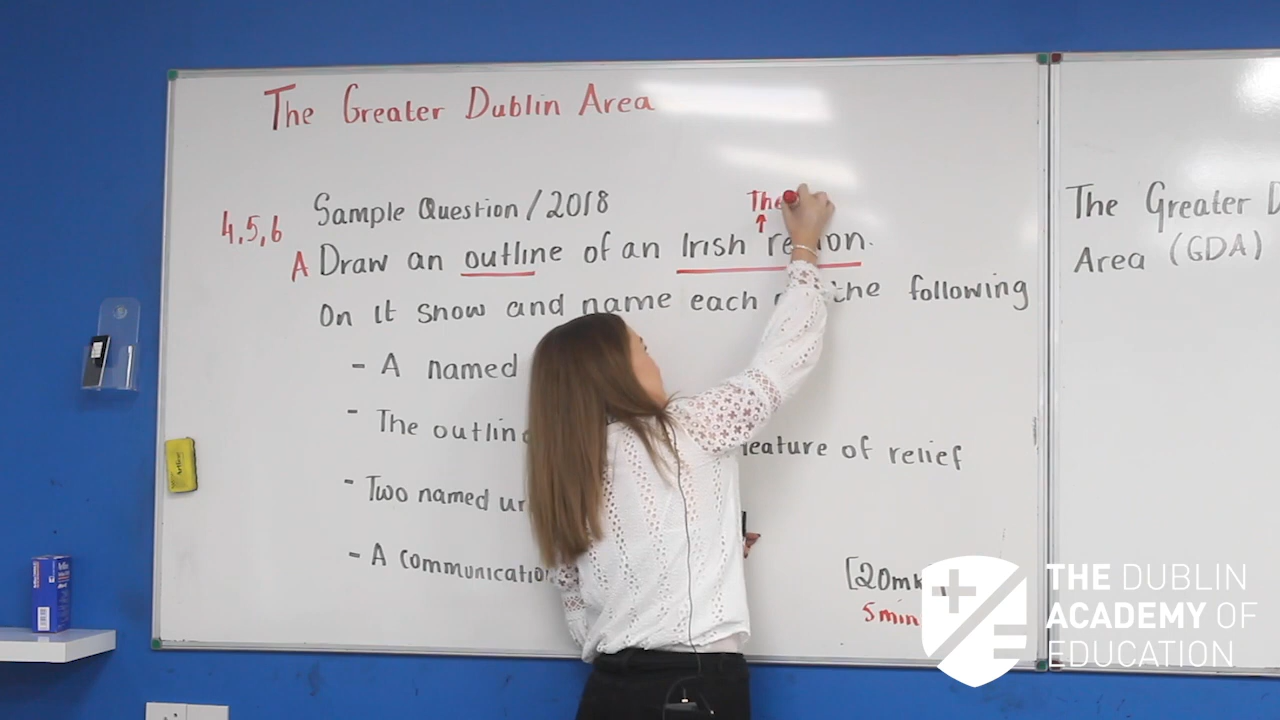 The Greater Dublin Area
The
4,5,6 Sample Question / 2018
A Draw an outline of an Irish region.
On it show and name each the following
- A named
- The outline feature of relief
- Two named
- A communication
[20mk
5min
The Greater
Area (GDA)
THE DUBLIN
ACADEMY OF
EDUCATION